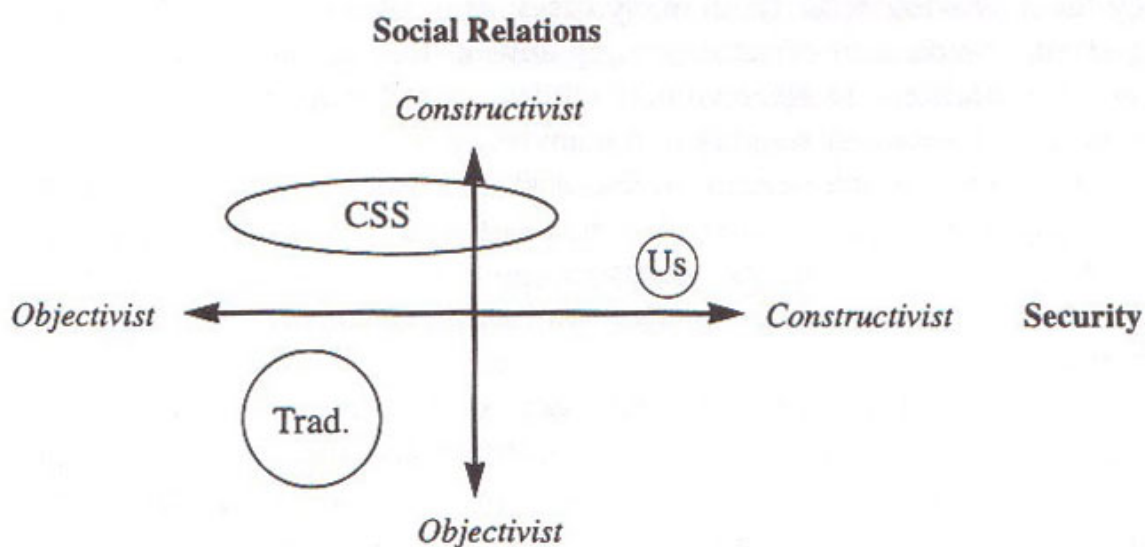 Social Relations
Constructivist
CSS
Us
Objectivist
Constructivist
Security
Trad.
Objectivist